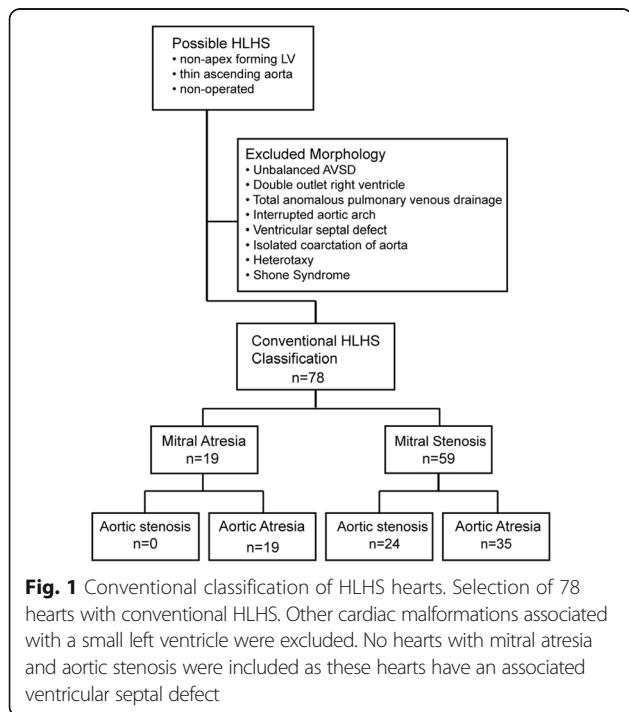 Possible HLHS
• non-apex forming LV
• thin ascending aorta
• non-operated
Excluded Morphology
• Unbalanced AVSD
• Double outlet right ventricle
• Total anomalous pulmonary venous drainage
• Interrupted aortic arch
• Ventricular septal defect
• Isolated coarctation of aorta
• Heterotaxy
• Shone Syndrome
Conventional HLHS
Classification
n=78
Mitral Atresia
n=19
Mitral Stenosis
n=59
Aortic stenosis
n=0
Aortic Atresia
n=19
Aortic stenosis
n=24
Aortic Atresia
n=35
Fig. 1 Conventional classification of HLHS hearts. Selection of 78
hearts with conventional HLHS. Other cardiac malformations associated
with a small left ventricle were excluded. No hearts with mitral atresia
and aortic stenosis were included as these hearts have an associated
ventricular septal defect